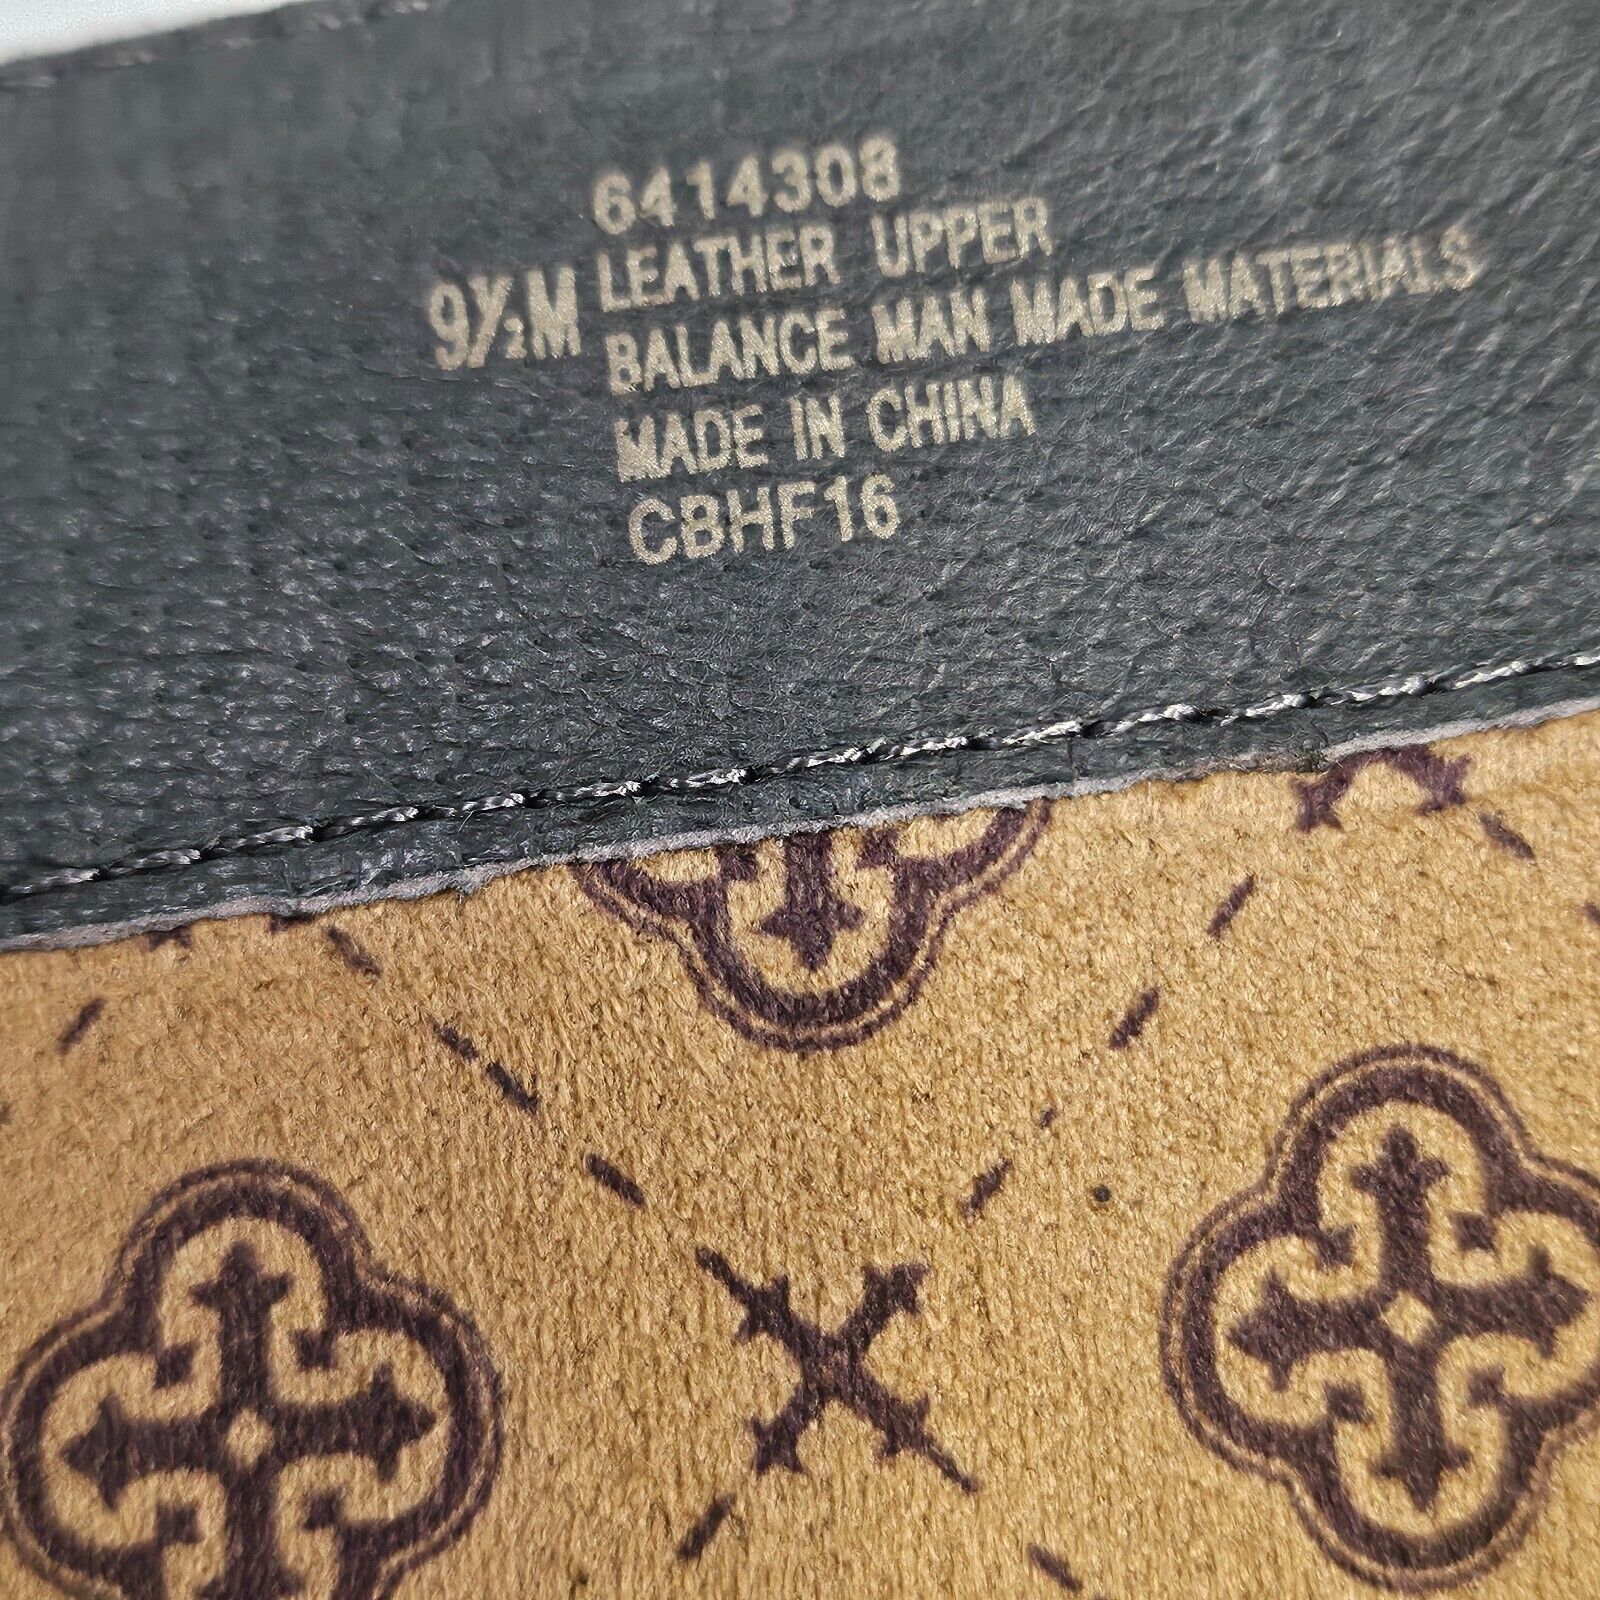 6414308
9½M LEATHER UPPER
BALANCE MAN MADE MATERIALS
MADE IN CHINA
CBHF16